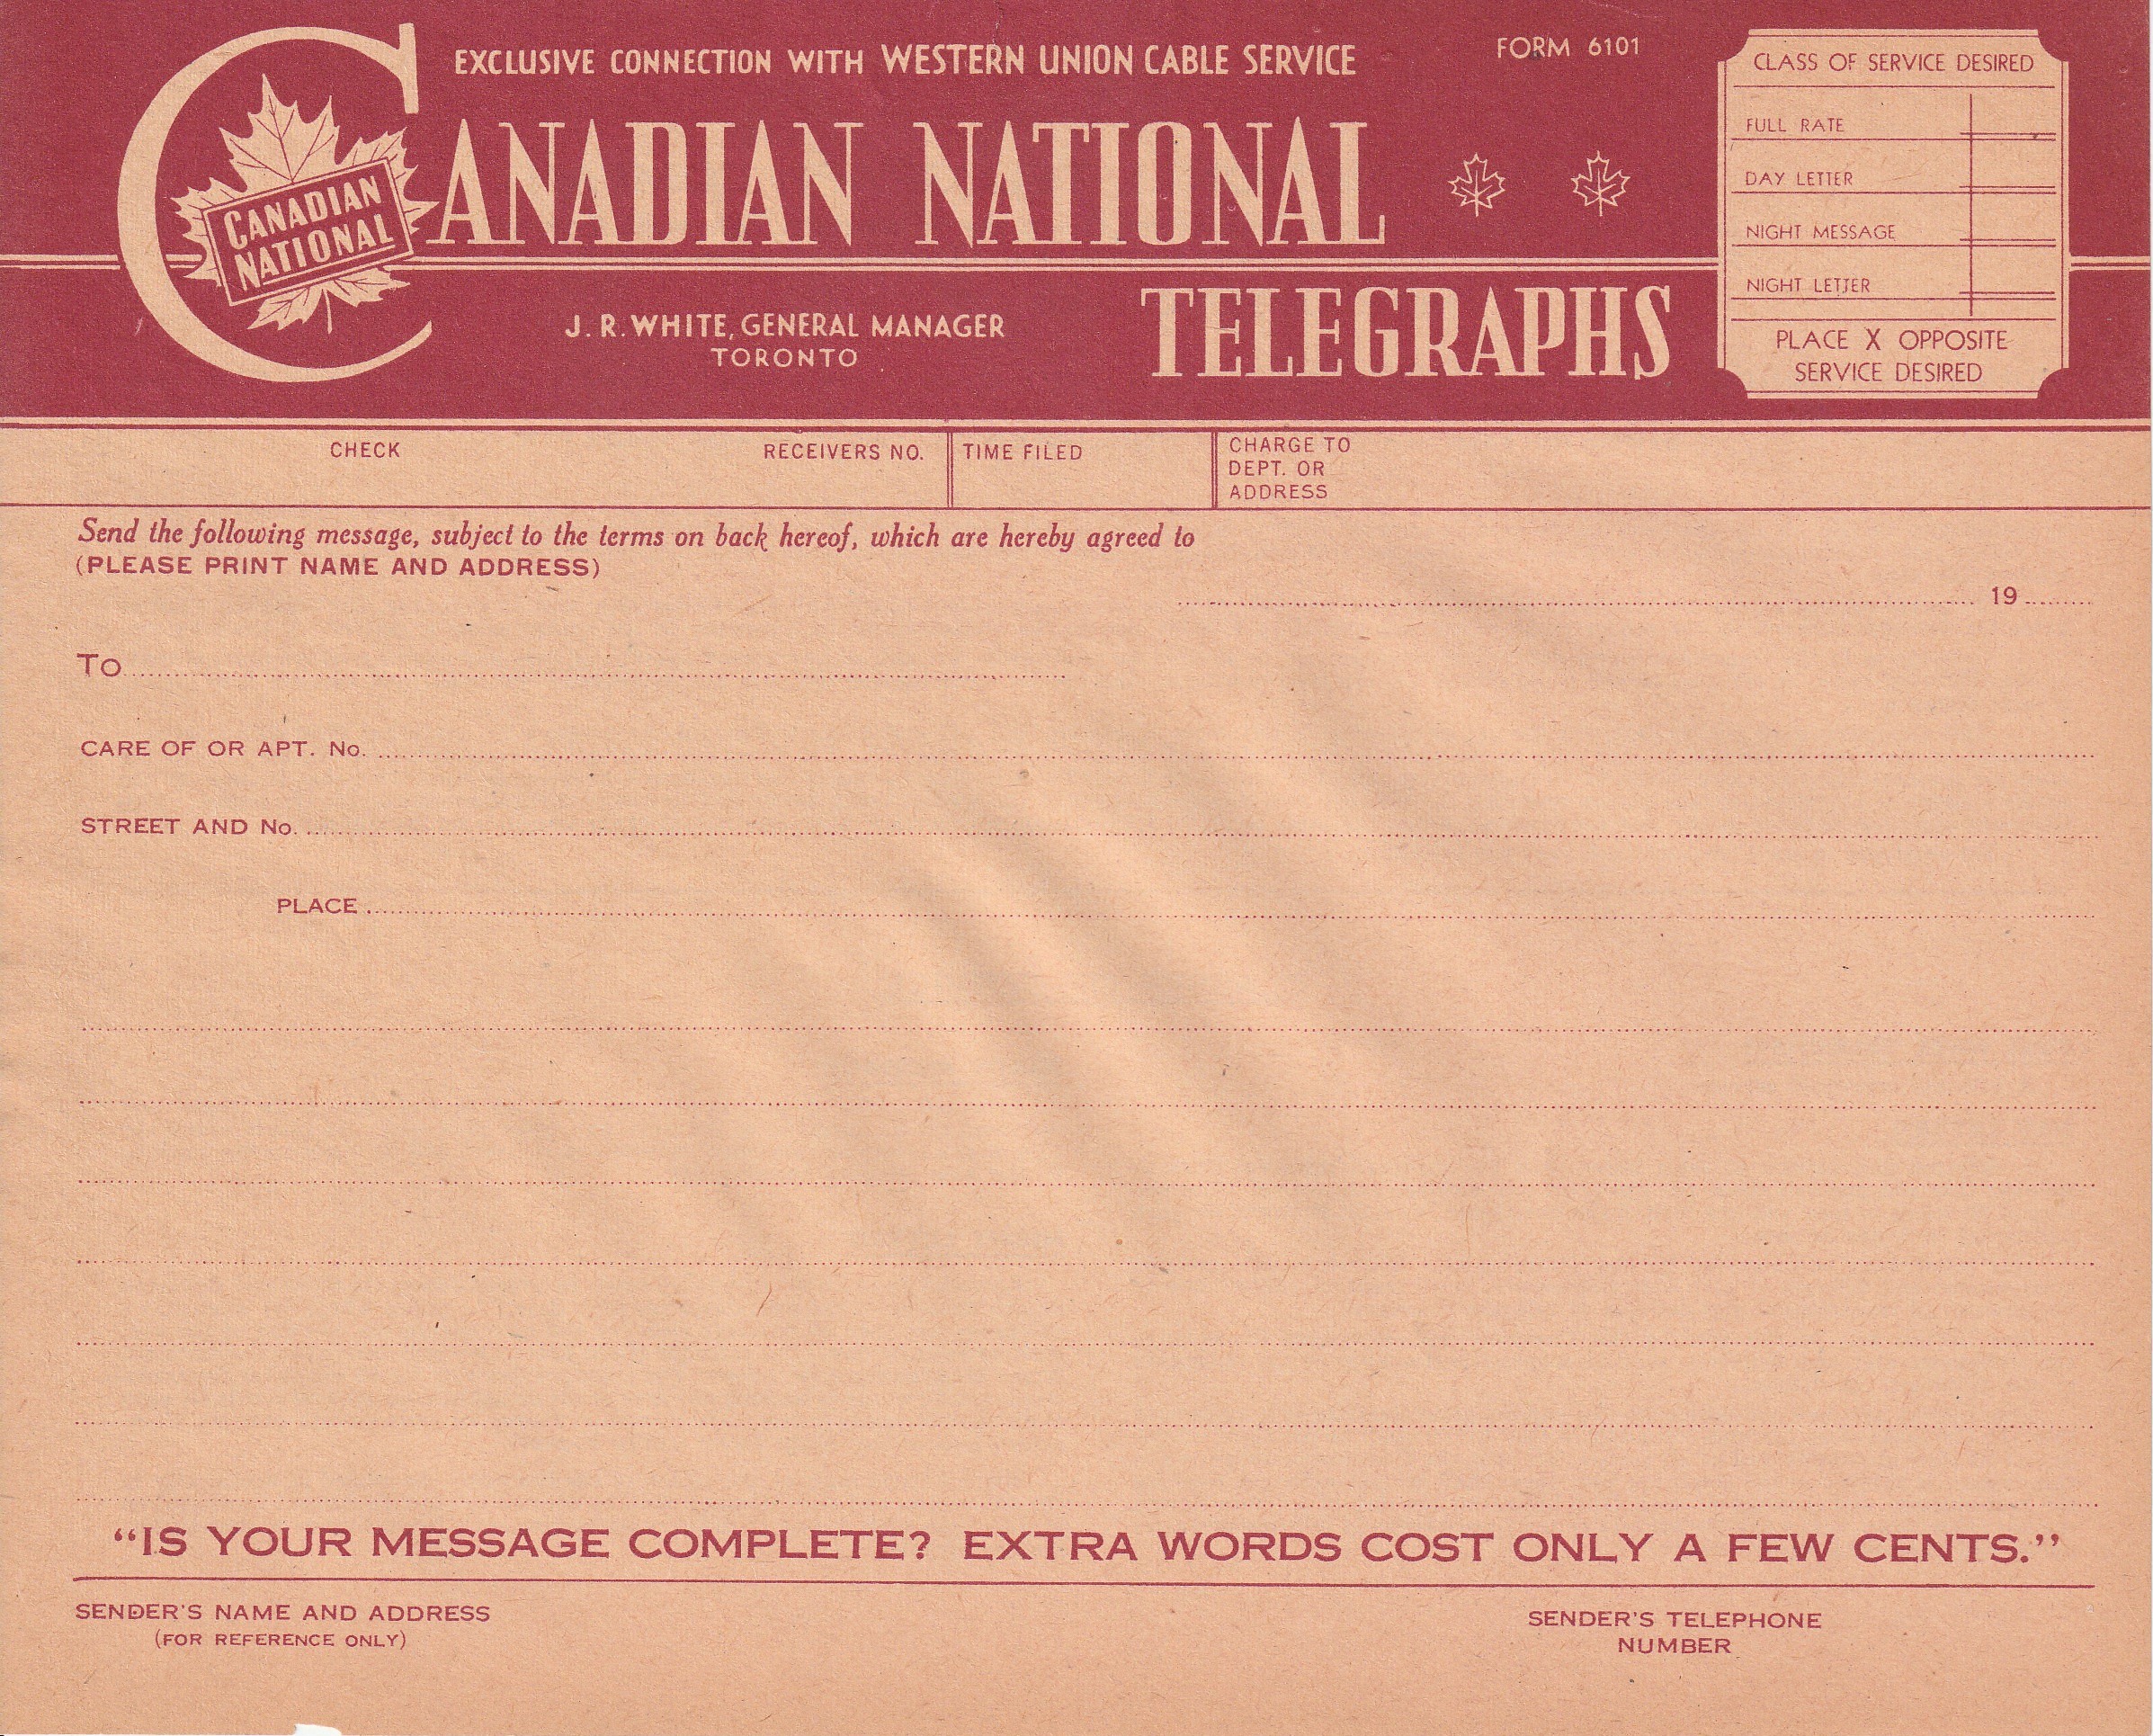 EXCLUSIVE CONNECTION WITH WESTERN UNION CABLE SERVICE
FORM 6101
CANADIAN NATIONAL
CANADIAN
NATIONAL
TELEGRAPHS
J. R. WHITE, GENERAL MANAGER
TORONTO
CLASS OF SERVICE DESIRED
FULL RATE
DAY LETTER
NIGHT MESSAGE
NIGHT LETTER
PLACE X OPPOSITE
SERVICE DESIRED
CHECK
RECEIVERS NO.
TIME FILED
CHARGE TO
DEPT. OR
ADDRESS
Send the following message, subject to the terms on back hereof, which are hereby agreed to
(PLEASE PRINT NAME AND ADDRESS)
19
TO
CARE OF OR APT. No.
STREET AND No.
PLACE
“IS YOUR MESSAGE COMPLETE? EXTRA WORDS COST ONLY A FEW CENTS.”
SENDER'S NAME AND ADDRESS
(FOR REFERENCE ONLY)
SENDER'S TELEPHONE
NUMBER